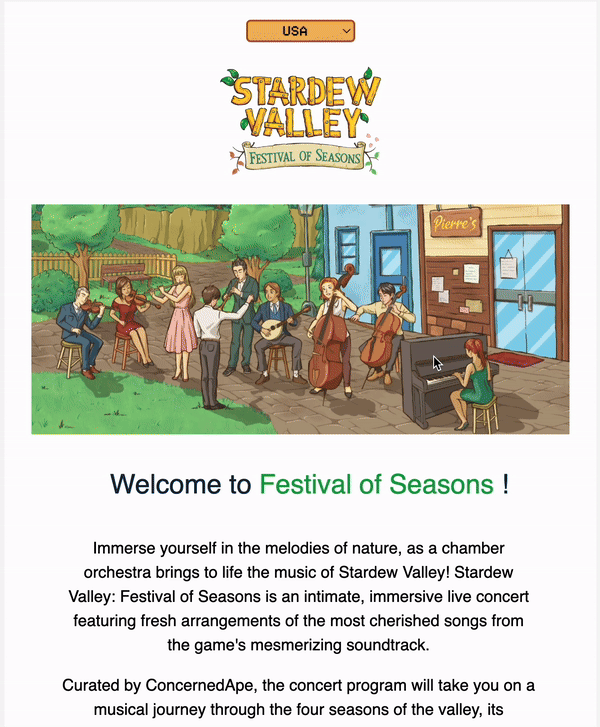 USA
STARDEW
VALLEY
FESTIVAL OF SEASONS
Pierre's
Welcome to Festival of Seasons !
Immerse yourself in the melodies of nature, as a chamber
orchestra brings to life the music of Stardew Valley! Stardew
Valley: Festival of Seasons is an intimate, immersive live concert
featuring fresh arrangements of the most cherished songs from
the game's mesmerizing soundtrack.
Curated by ConcernedApe, the concert program will take you on a
musical journey through the four seasons of the valley, its